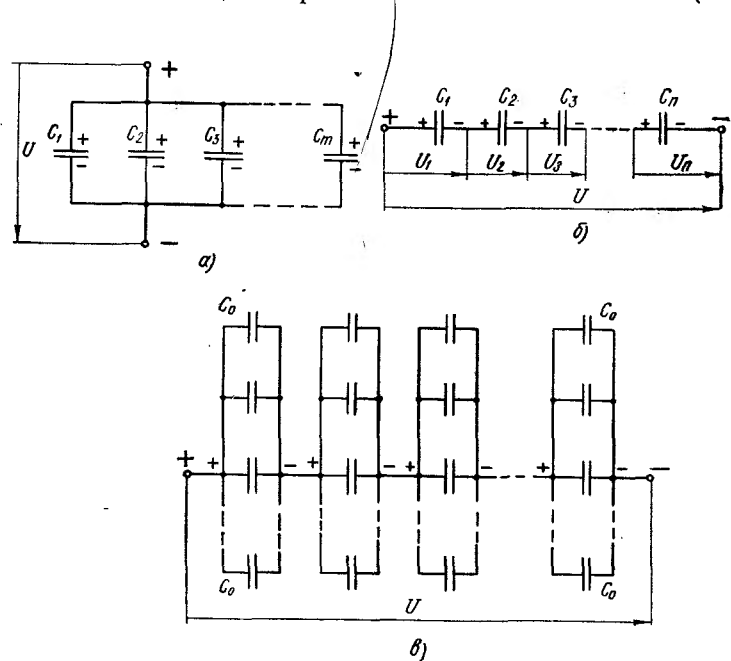 +
U C₁ + − C₂ + − C₃ + − Cₘ + −
−
а)
C₁ C₂ C₃ Cₙ
+ + − + − + − + − −
U₁ U₂ U₃ Uₙ
U
б)
C₀ C₀
+ + − + − + − + − −
C₀ C₀
U
в)